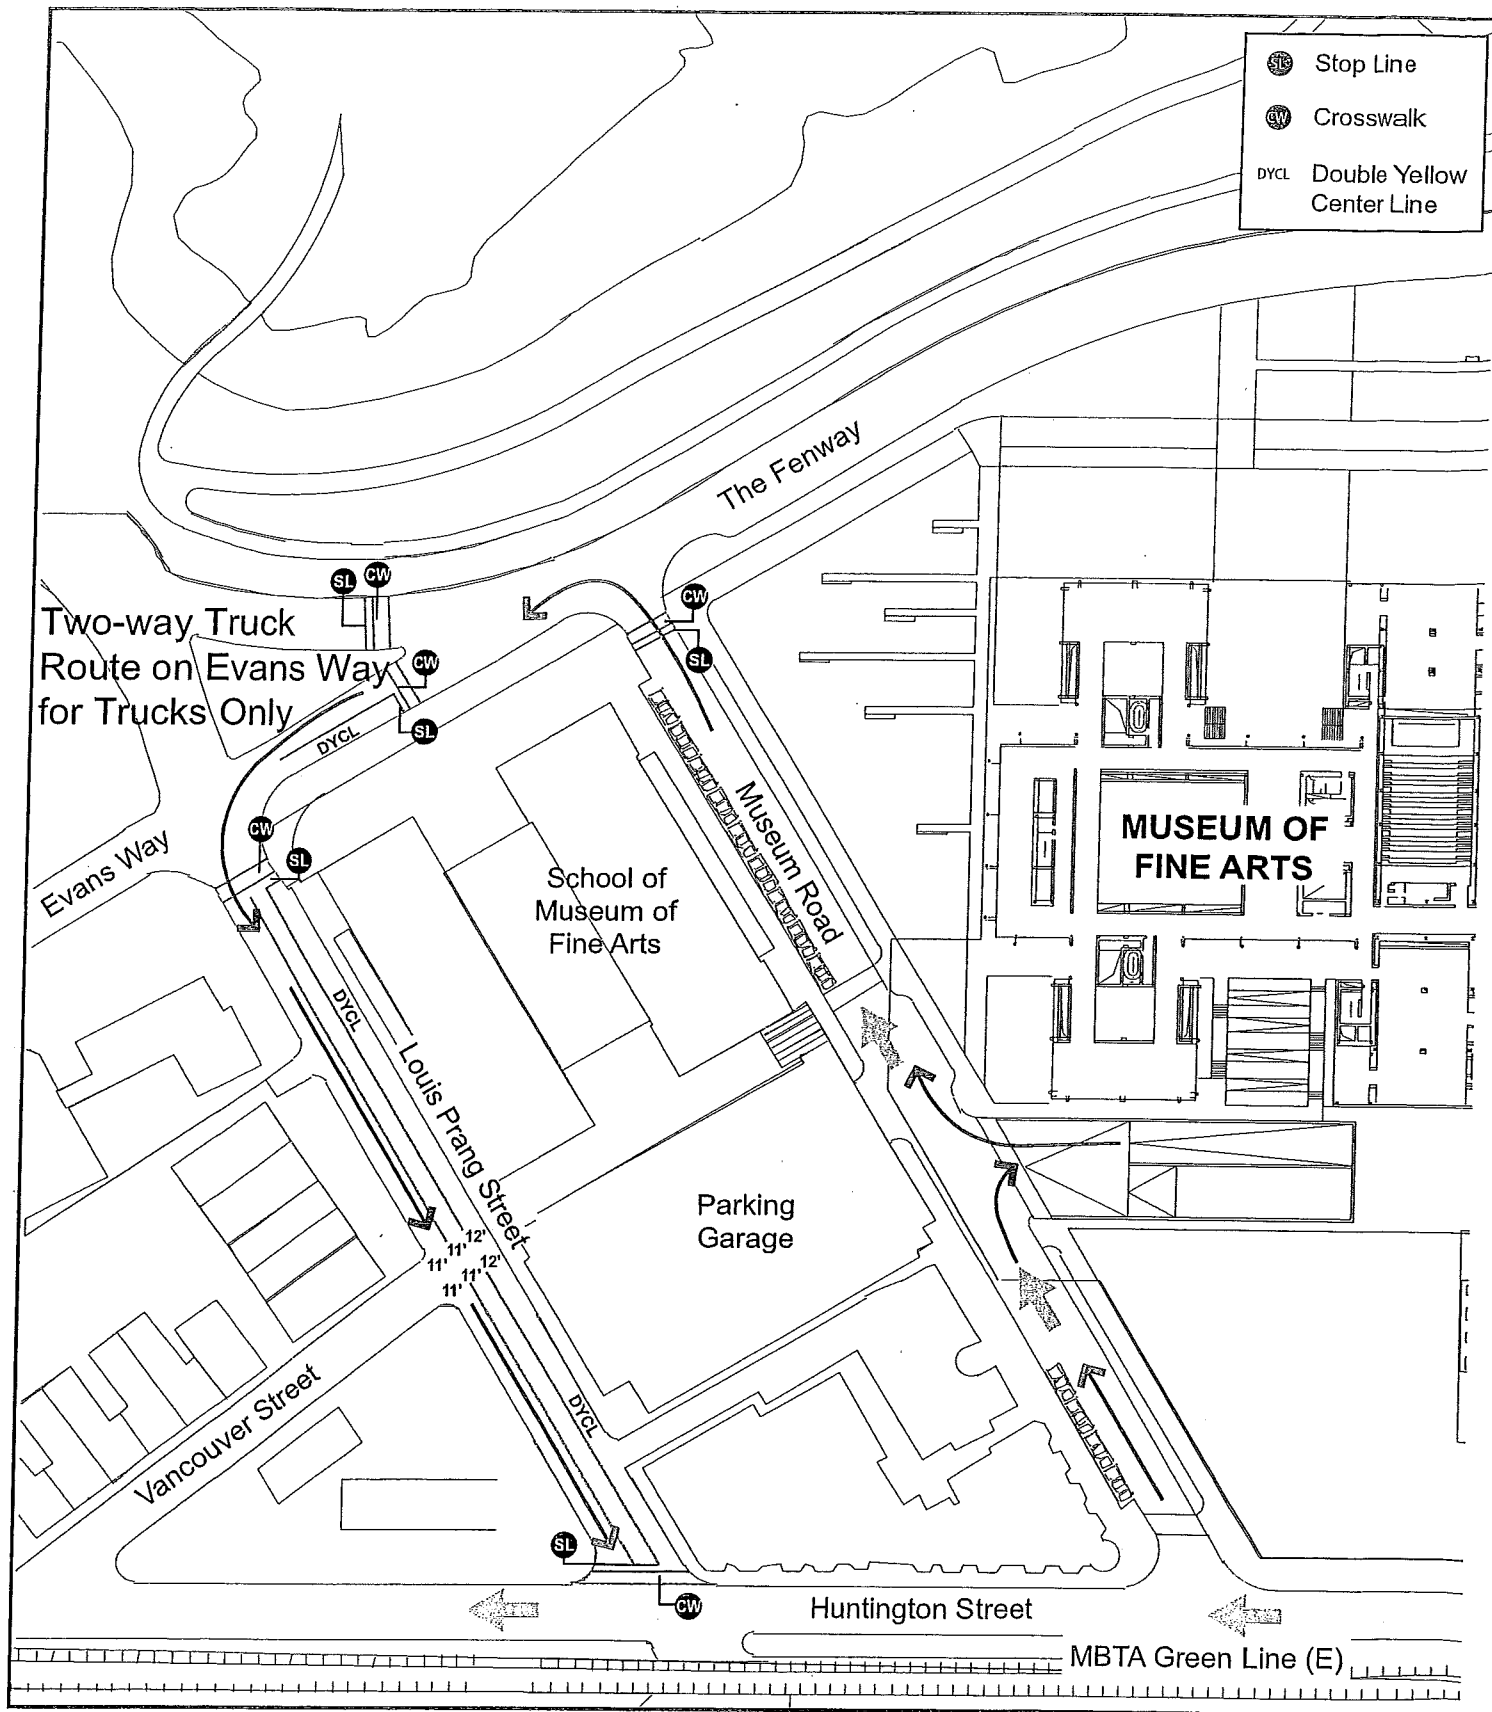 SL Stop Line
CW Crosswalk
DYCL Double Yellow
Center Line
The Fenway
SL
CW
CW
SL
Two-way Truck
Route on Evans Way
for Trucks Only
CW
SL
DYCL
CW
SL
Evans Way
Museum Road
MUSEUM OF
FINE ARTS
School of
Museum of
Fine Arts
DYCL
Louis Prang Street
Parking
Garage
11' 11' 12'
11' 11' 12'
Vancouver Street
DYCL
SL
CW
Huntington Street
MBTA Green Line (E)